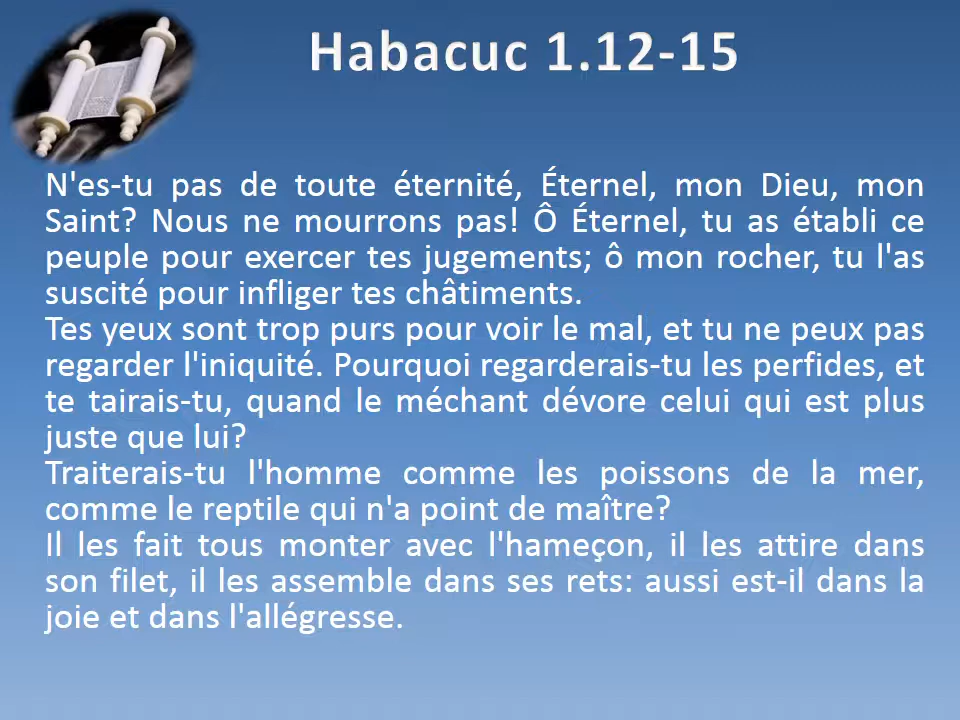 Habacuc 1.12-15
N'es-tu pas de toute éternité, Éternel, mon Dieu, mon
Saint? Nous ne mourrons pas! Ô Éternel, tu as établi ce
peuple pour exercer tes jugements; ô mon rocher, tu l'as
suscité pour infliger tes châtiments.
Tes yeux sont trop purs pour voir le mal, et tu ne peux pas
regarder l'iniquité. Pourquoi regarderais-tu les perfides, et
te tairais-tu, quand le méchant dévore celui qui est plus
juste que lui?
Traiterais-tu l'homme comme les poissons de la mer,
comme le reptile qui n'a point de maître?
Il les fait tous monter avec l'hameçon, il les attire dans
son filet, il les assemble dans ses rets: aussi est-il dans la
joie et dans l'allégresse.